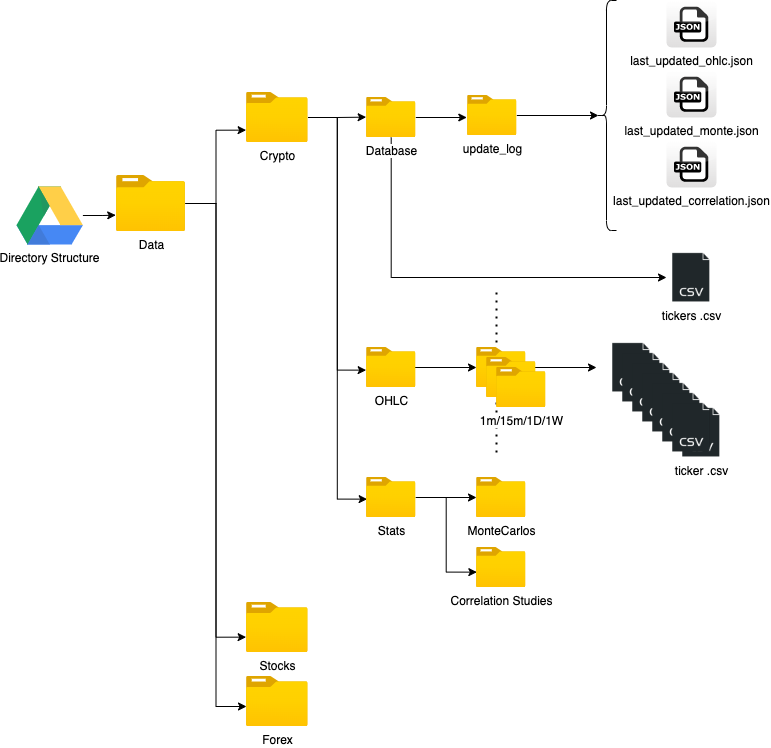 JSON
last_updated_ohlc.json
JSON
last_updated_monte.json
JSON
last_updated_correlation.json
Crypto
Database
update_log
Data
Directory Structure
CSV
tickers .csv
OHLC
1m/15m/1D/1W
CSV
ticker .csv
Stats
MonteCarlos
Correlation Studies
Stocks
Forex